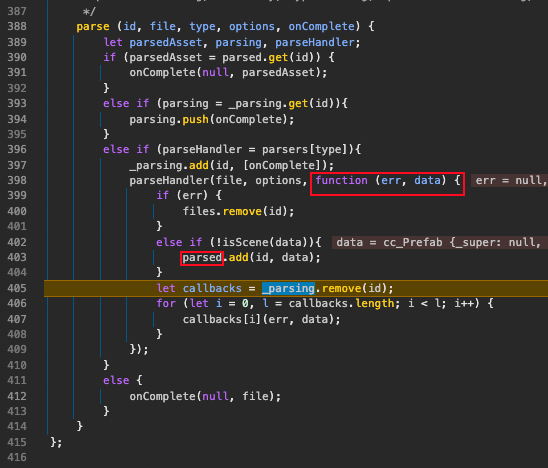 387 */
388 parse (id, file, type, options, onComplete) {
389 let parsedAsset, parsing, parseHandler;
390 if (parsedAsset = parsed.get(id)) {
391 onComplete(null, parsedAsset);
392 }
393 else if (parsing = _parsing.get(id)){
394 parsing.push(onComplete);
395 }
396 else if (parseHandler = parsers[type]){
397 _parsing.add(id, [onComplete]);
398 parseHandler(file, options, function (err, data) { err = null,
399 if (err) {
400 files.remove(id);
401 }
402 else if (!isScene(data)){ data = cc_Prefab {_super: null,
403 parsed.add(id, data);
404 }
405 let callbacks = _parsing.remove(id);
406 for (let i = 0, l = callbacks.length; i < l; i++) {
407 callbacks[i](err, data);
408 }
409 });
410 }
411 else {
412 onComplete(null, file);
413 }
414 }
415 };
416